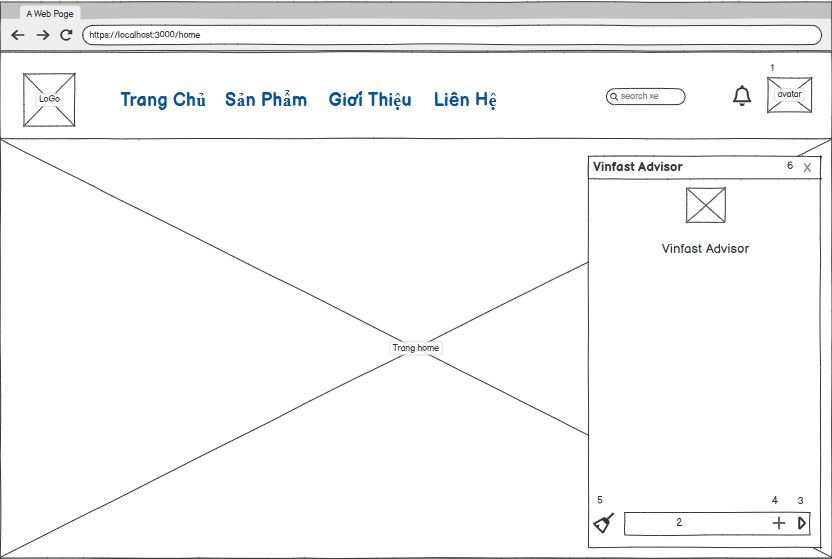 A Web Page
https://localhost:3000/home
LoGo
Trang Chủ Sản Phẩm Giới Thiệu Liên Hệ
search xe
1
avatar
Vinfast Advisor 6 X
Vinfast Advisor
Trang home
5 4 3
2